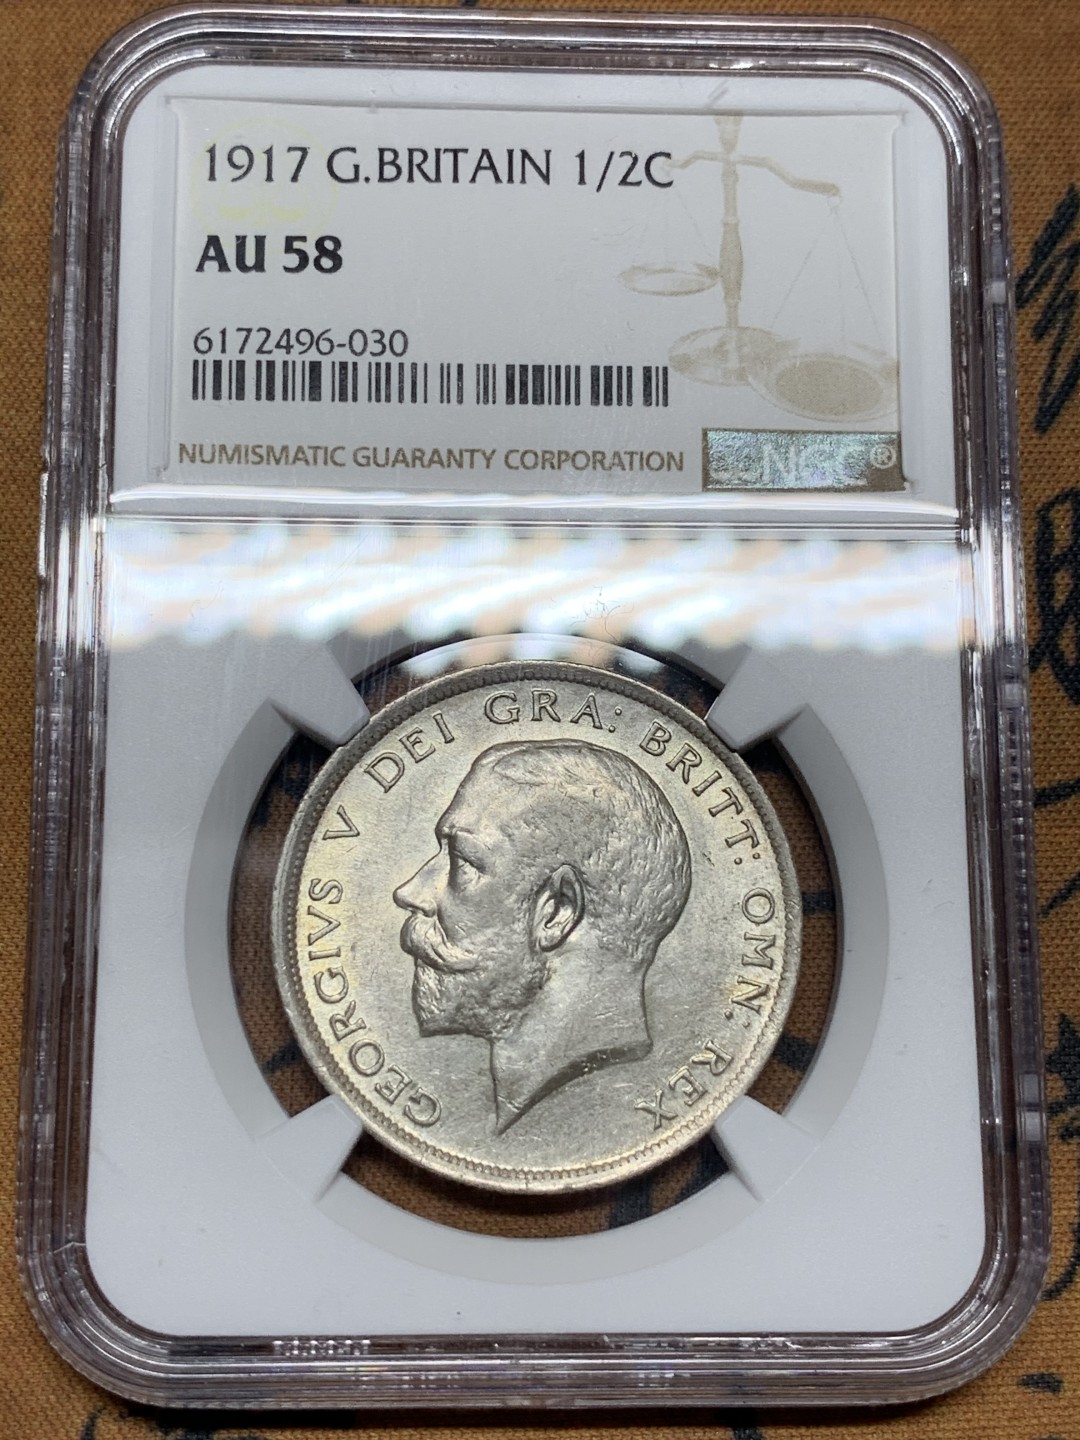 1917 G.BRITAIN 1/2C
AU 58
6172496-030
NUMISMATIC GUARANTY CORPORATION
NGC®
GEORGIVS V DEI GRA: BRITT: OMN: REX